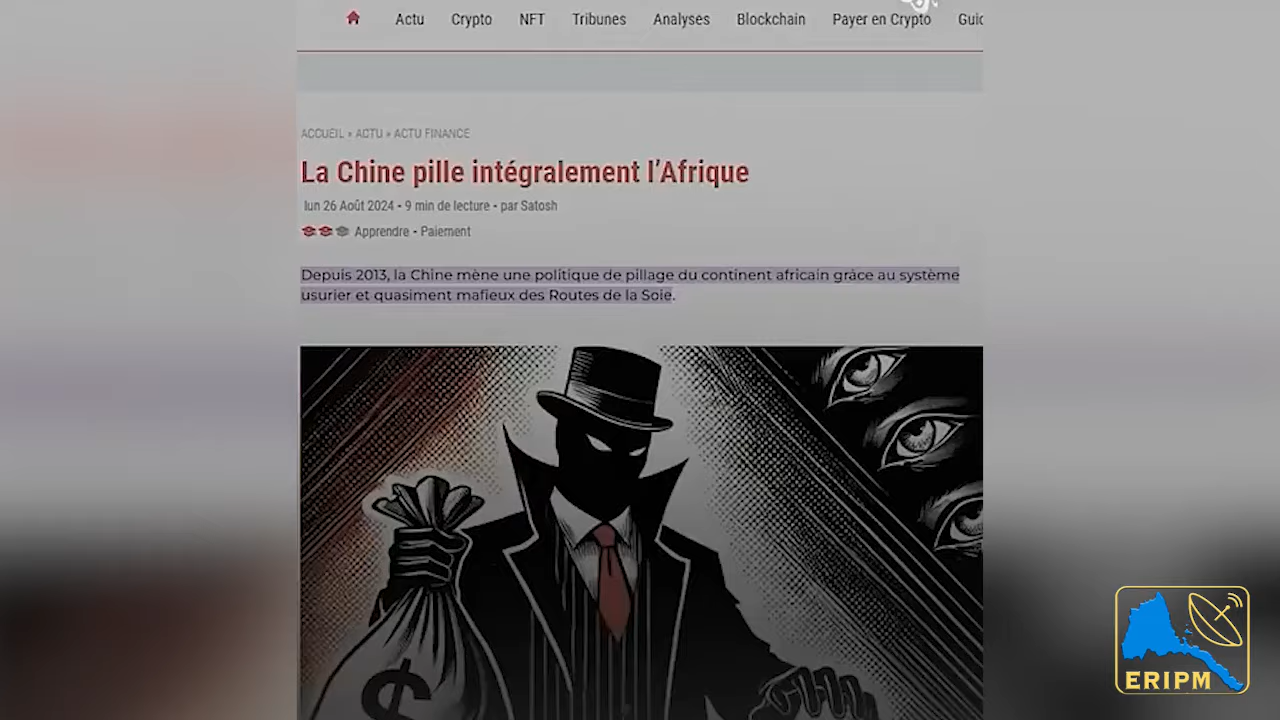 Actu Crypto NFT Tribunes Analyses Blockchain Payer en Crypto Guid
ACCUEIL » ACTU » ACTU FINANCE
La Chine pille intégralement l’Afrique
lun 26 Août 2024 • 9 min de lecture • par Satosh
Apprendre • Paiement
Depuis 2013, la Chine mène une politique de pillage du continent africain grâce au système
usurier et quasiment mafieux des Routes de la Soie.
$
ERIPM